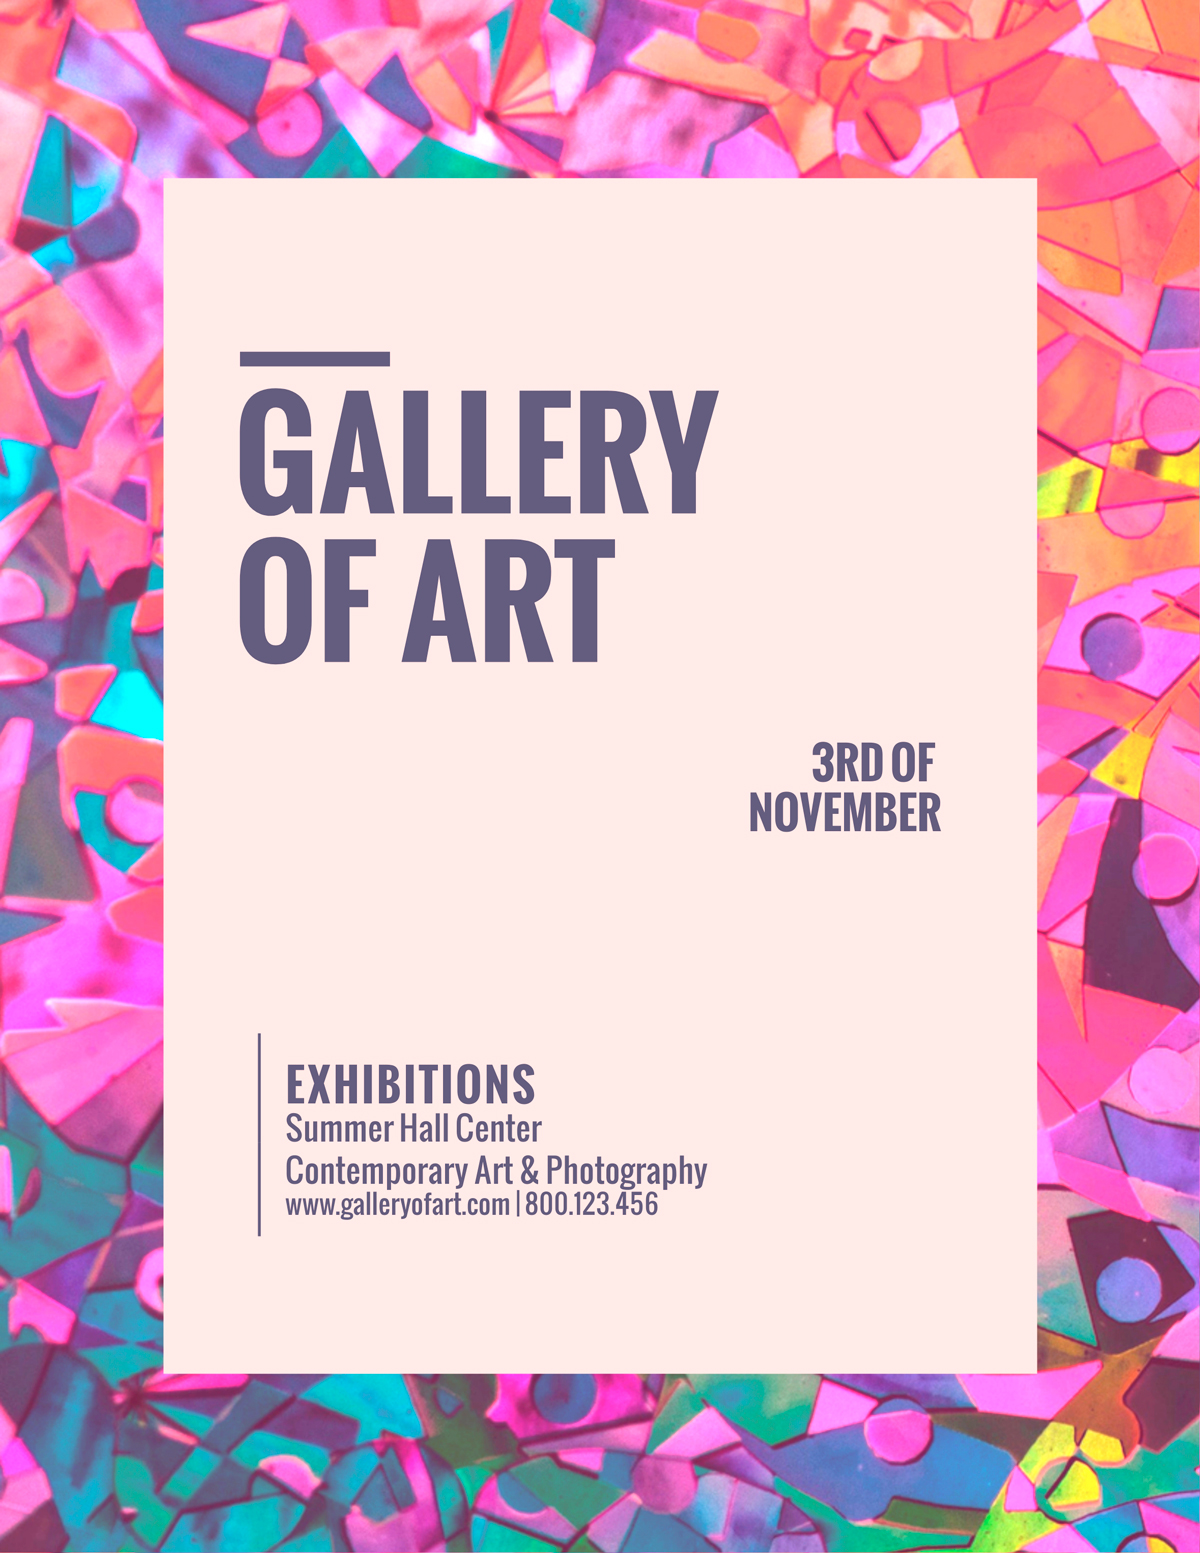 GALLERY
OF ART
3RD OF
NOVEMBER
EXHIBITIONS
Summer Hall Center
Contemporary Art & Photography
www.galleryofart.com | 800.123.456